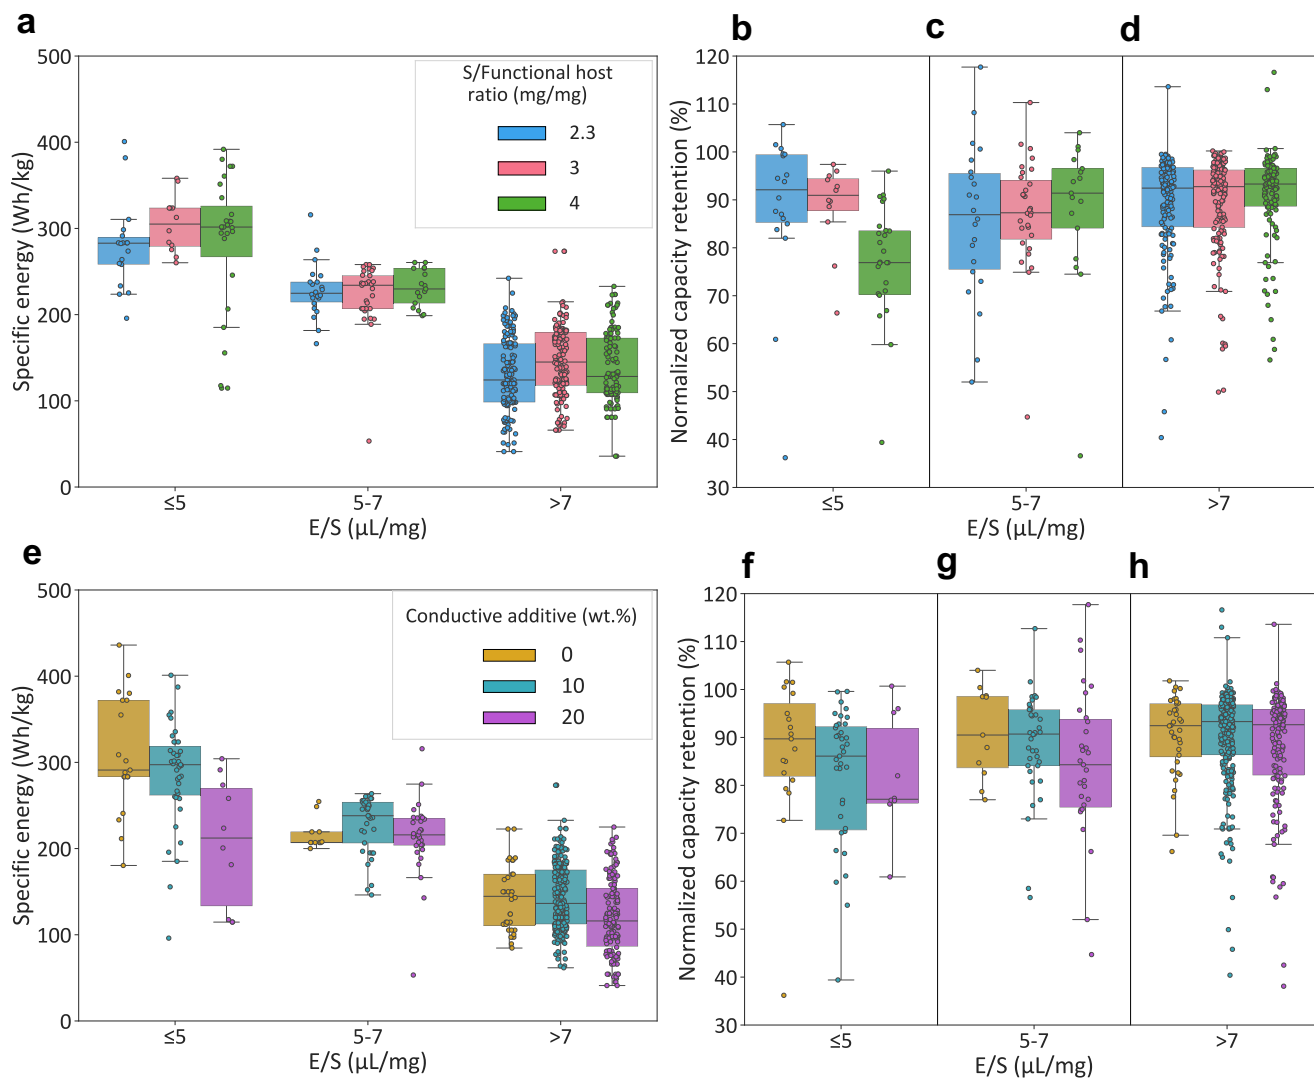 a
Specific energy (Wh/kg)
500
400
300
200
100
0
S/Functional host
ratio (mg/mg)
2.3
3
4
≤5
5-7
>7
E/S (µL/mg)
b
c
d
Normalized capacity retention (%)
120
110
100
90
80
70
60
50
40
30
≤5
5-7
>7
E/S (µL/mg)
e
Specific energy (Wh/kg)
500
400
300
200
100
0
Conductive additive (wt.%)
0
10
20
≤5
5-7
>7
E/S (µL/mg)
f
g
h
Normalized capacity retention (%)
120
110
100
90
80
70
60
50
40
30
≤5
5-7
>7
E/S (µL/mg)